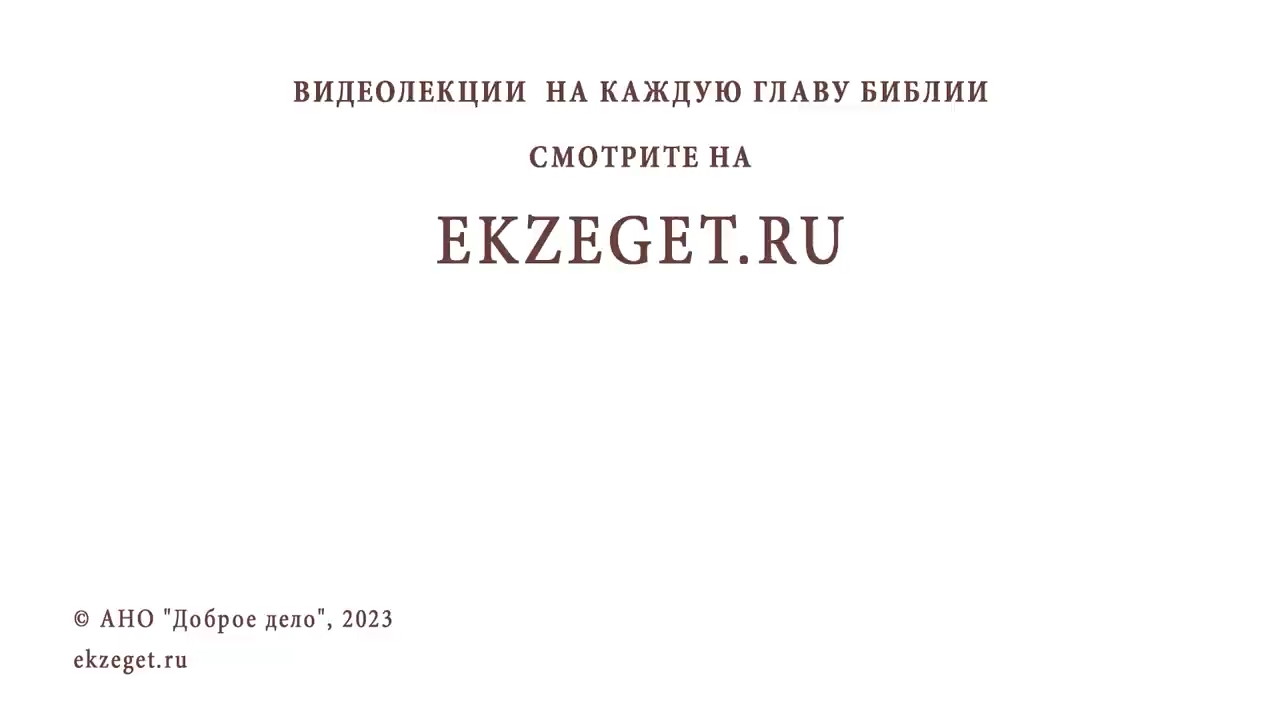 ВИДЕОЛЕКЦИИ НА КАЖДУЮ ГЛАВУ БИБЛИИ
СМОТРИТЕ НА
EKZEGET.RU
© АНО "Доброе дело", 2023
ekzeget.ru